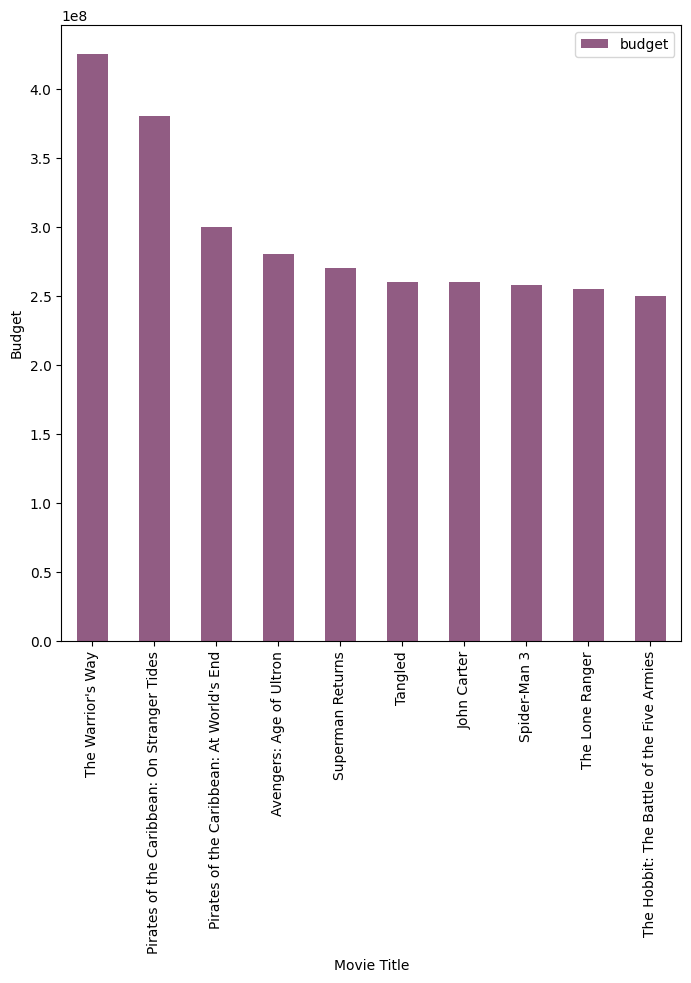 1e8
budget
4.0
3.5
3.0
2.5
2.0
1.5
1.0
0.5
0.0
Budget
The Warrior's Way
Pirates of the Caribbean: On Stranger Tides
Pirates of the Caribbean: At World's End
Avengers: Age of Ultron
Superman Returns
Tangled
John Carter
Spider-Man 3
The Lone Ranger
The Hobbit: The Battle of the Five Armies
Movie Title